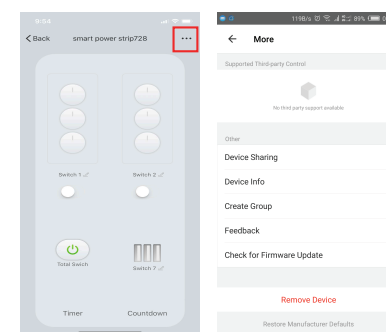 9:54
Back
smart power strip728
...
Switch 1
Switch 2
Total Swich
Switch 7
Timer
Countdown
119B/s
89%
More
Supported Third-party Control
No third party support available
Other
Device Sharing
Device Info
Create Group
Feedback
Check for Firmware Update
Remove Device
Restore Manufacturer Defaults